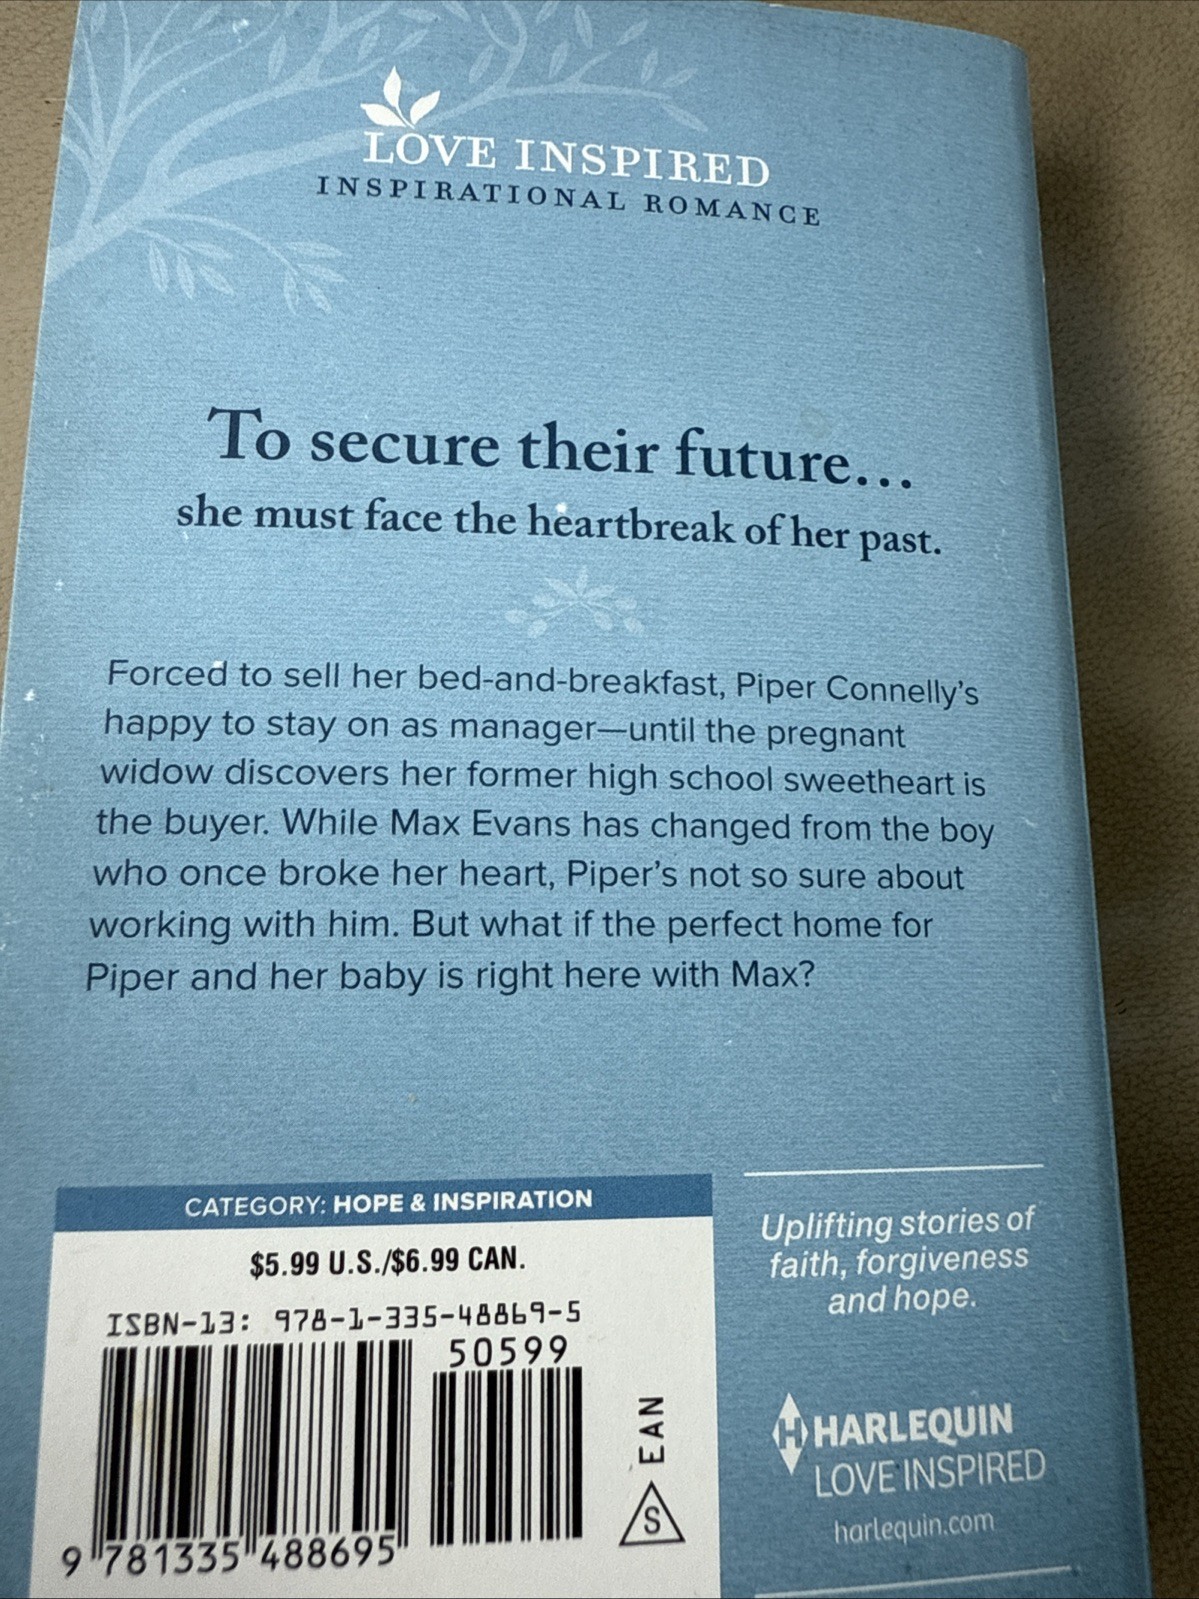 LOVE INSPIRED
INSPIRATIONAL ROMANCE
To secure their future...
she must face the heartbreak of her past.
Forced to sell her bed-and-breakfast, Piper Connelly's
happy to stay on as manager—until the pregnant
widow discovers her former high school sweetheart is
the buyer. While Max Evans has changed from the boy
who once broke her heart, Piper's not so sure about
working with him. But what if the perfect home for
Piper and her baby is right here with Max?
CATEGORY: HOPE & INSPIRATION
$5.99 U.S./$6.99 CAN.
ISBN-13: 978-1-335-48869-5
50599
EAN
S
9 781335 488695
Uplifting stories of
faith, forgiveness
and hope.
H HARLEQUIN
LOVE INSPIRED
harlequin.com